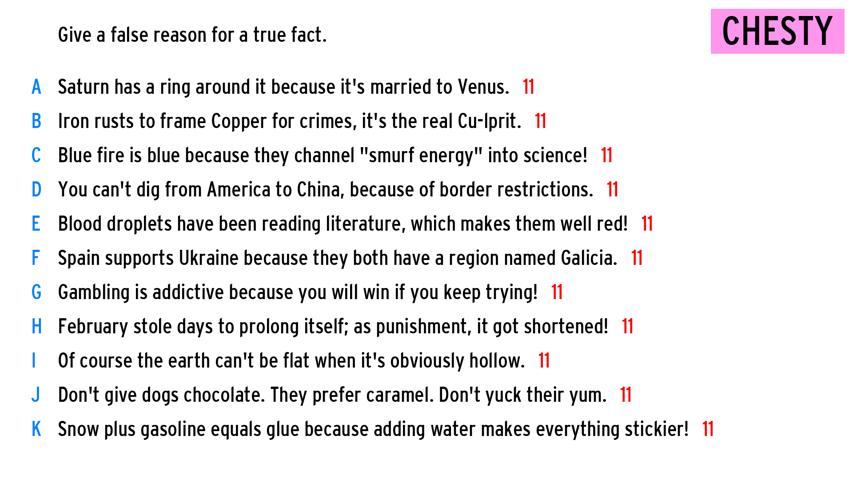 Give a false reason for a true fact.
CHESTY
A Saturn has a ring around it because it's married to Venus. 11
B Iron rusts to frame Copper for crimes, it's the real Cu-lprit. 11
C Blue fire is blue because they channel "smurf energy" into science! 11
D You can't dig from America to China, because of border restrictions. 11
E Blood droplets have been reading literature, which makes them well red! 11
F Spain supports Ukraine because they both have a region named Galicia. 11
G Gambling is addictive because you will win if you keep trying! 11
H February stole days to prolong itself; as punishment, it got shortened! 11
I Of course the earth can't be flat when it's obviously hollow. 11
J Don't give dogs chocolate. They prefer caramel. Don't yuck their yum. 11
K Snow plus gasoline equals glue because adding water makes everything stickier! 11